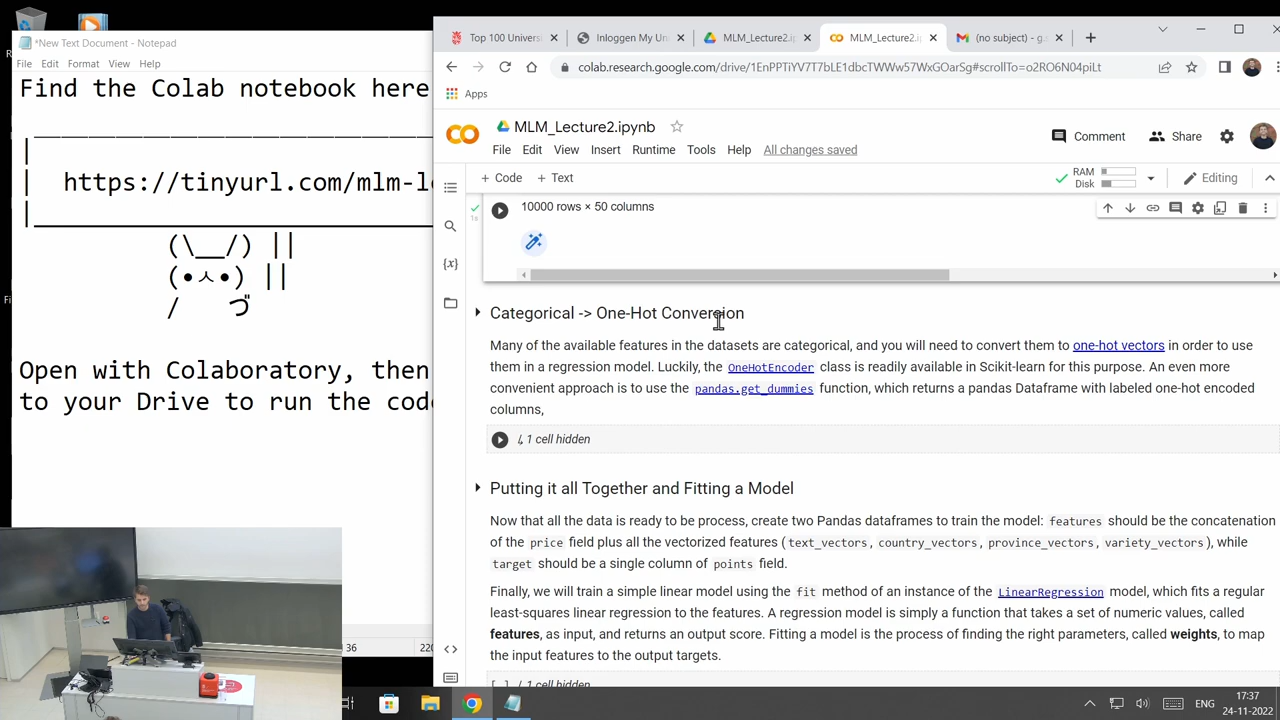 *New Text Document - Notepad
File Edit Format View Help
Find the Colab notebook here
https://tinyurl.com/mlm-l
(\__/) ||
(•ㅅ•) ||
/ づ
Open with Colaboratory, then
to your Drive to run the cod
36
Top 100 Univers
Inloggen My Un
MLM_Lecture2.ip
MLM_Lecture2.ip
(no subject) - g.s
colab.research.google.com/drive/1EnPPTiYV7T7bLE1dbcTWWw57WxGOarSg#scrollTo=o2RO6N04piLt
Apps
MLM_Lecture2.ipynb
File Edit View Insert Runtime Tools Help All changes saved
Comment Share
+ Code + Text
RAM
Disk
Editing
1s
10000 rows × 50 columns
{x}
Categorical -> One-Hot Conversion
Many of the available features in the datasets are categorical, and you will need to convert them to one-hot vectors in order to use
them in a regression model. Luckily, the OneHotEncoder class is readily available in Scikit-learn for this purpose. An even more
convenient approach is to use the pandas.get_dummies function, which returns a pandas Dataframe with labeled one-hot encoded
columns,
1 cell hidden
Putting it all Together and Fitting a Model
Now that all the data is ready to be process, create two Pandas dataframes to train the model: features should be the concatenation
of the price field plus all the vectorized features (text_vectors, country_vectors, province_vectors, variety_vectors), while
target should be a single column of points field.
Finally, we will train a simple linear model using the fit method of an instance of the LinearRegression model, which fits a regular
least-squares linear regression to the features. A regression model is simply a function that takes a set of numeric values, called
features, as input, and returns an output score. Fitting a model is the process of finding the right parameters, called weights, to map
the input features to the output targets.
[ ] 1 cell hidden
ENG
17:37
24-11-2022